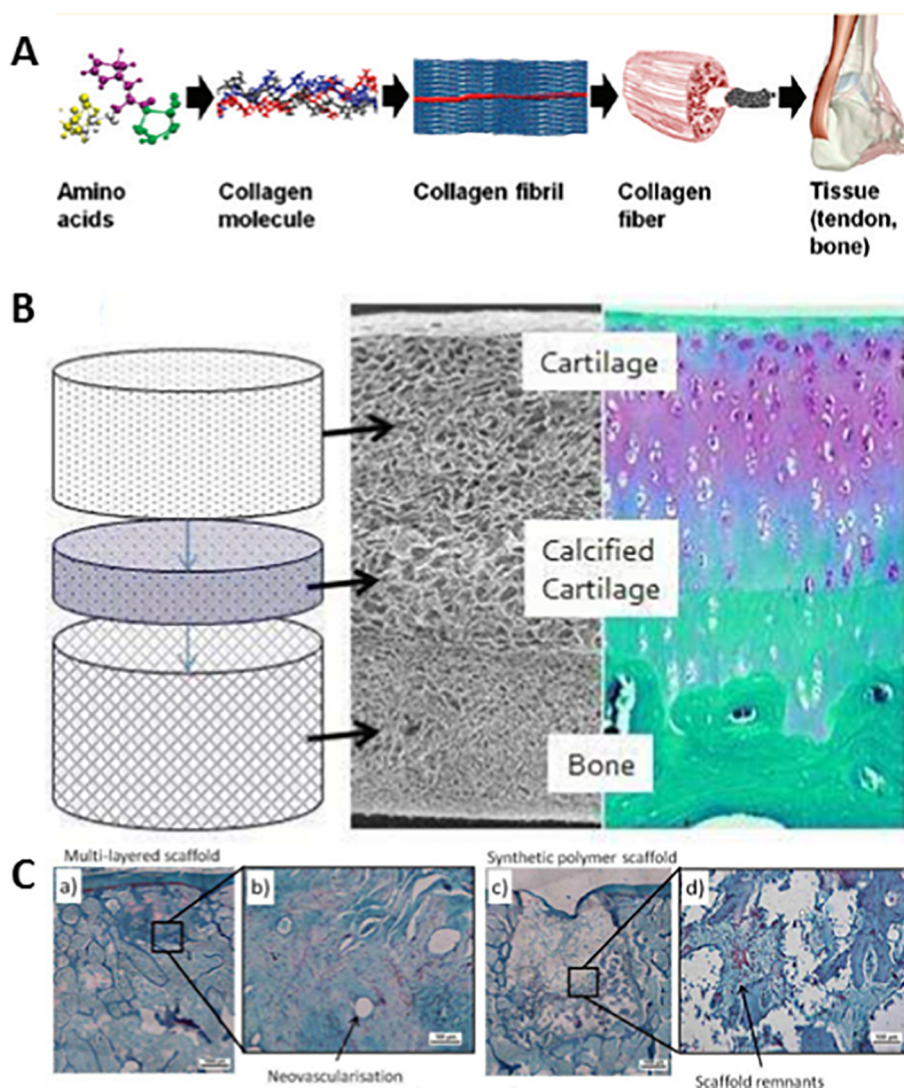 A
Amino
acids
Collagen
molecule
Collagen fibril
Collagen
fiber
Tissue
(tendon,
bone)
B
Cartilage
Calcified
Cartilage
Bone
C
Multi-layered scaffold
Synthetic polymer scaffold
a)
b)
c)
d)
Neovascularisation
Scaffold remnants